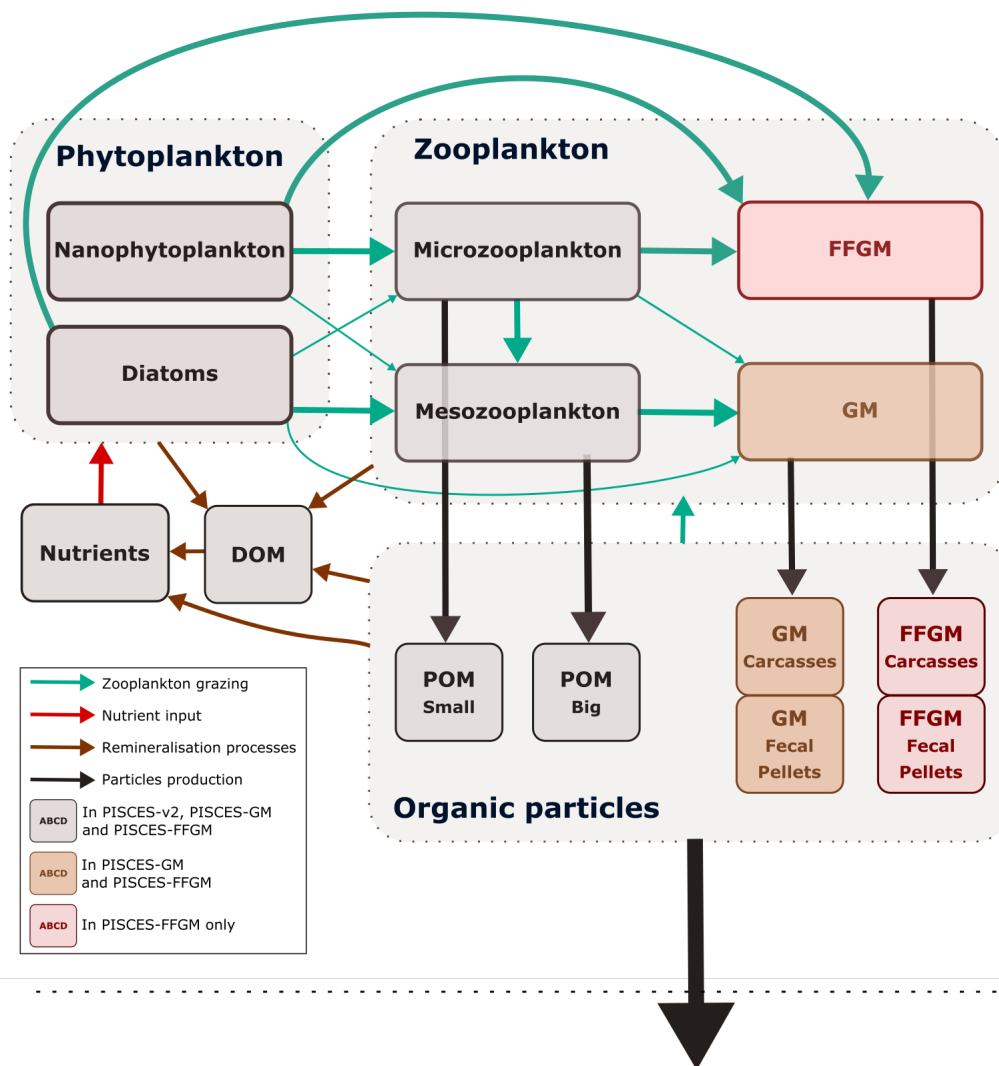 Phytoplankton
Zooplankton
Nanophytoplankton
Microzooplankton
FFGM
Diatoms
Mesozooplankton
GM
Nutrients
DOM
POM
Small
POM
Big
GM
Carcasses
GM
Fecal
Pellets
FFGM
Carcasses
FFGM
Fecal
Pellets
Organic particles
Zooplankton grazing
Nutrient input
Remineralisation processes
Particles production
ABCD
In PISCES-v2, PISCES-GM
and PISCES-FFGM
ABCD
In PISCES-GM
and PISCES-FFGM
ABCD
In PISCES-FFGM only